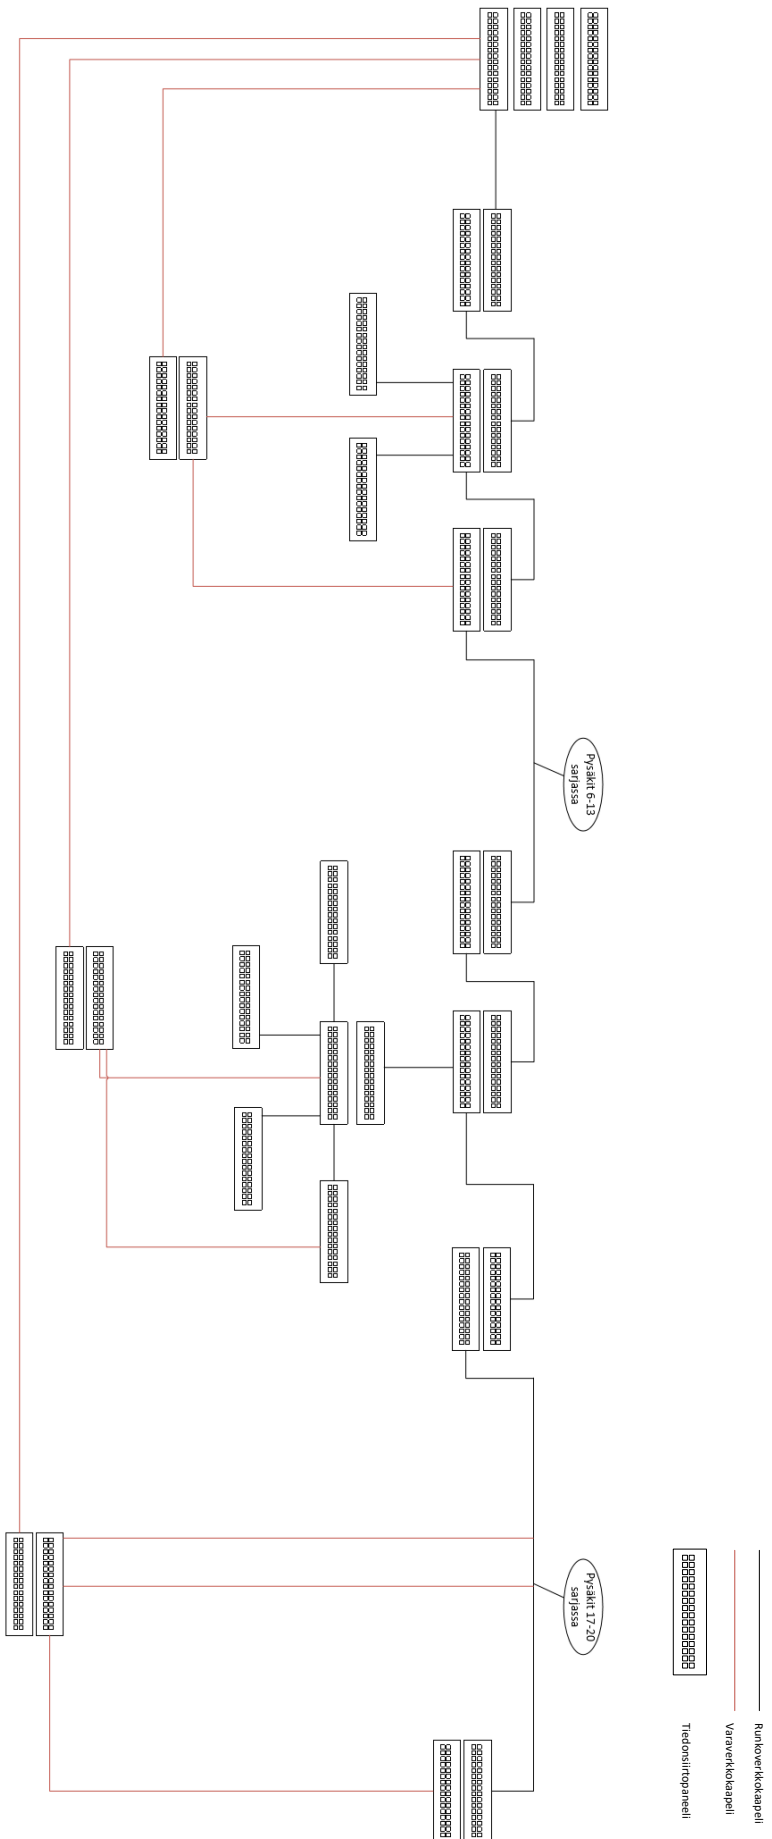 Pysäkit 6-13
sarjassa
Pysäkit 17-20
sarjassa
Runkoverkkokaapeli
Varaverkkokaapeli
Tiedonsiirtopaneeli